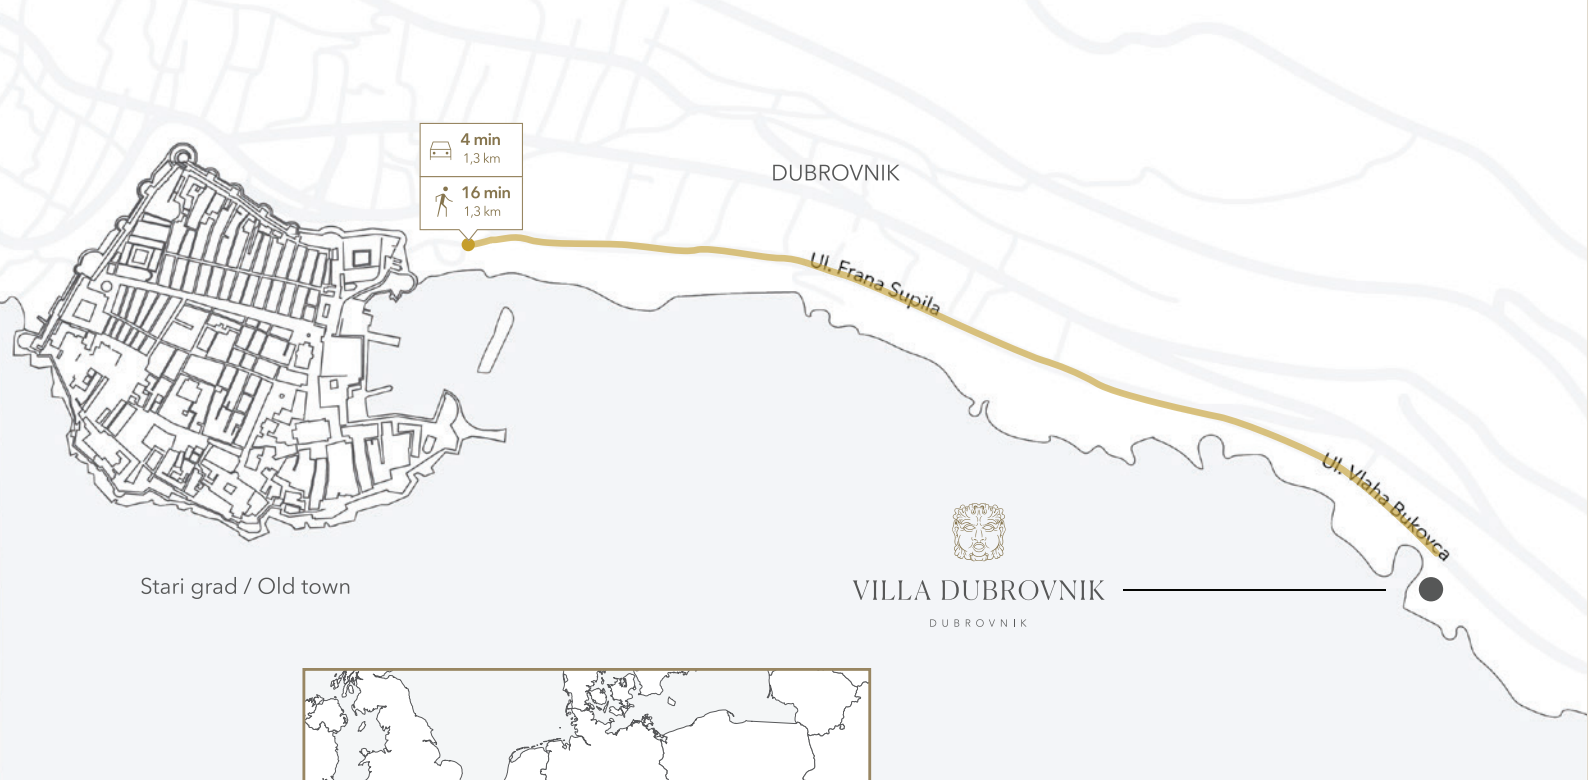 4 min
1,3 km
16 min
1,3 km
DUBROVNIK
Ul. Frana Supila
Ul. Vlaha Bukovca
Stari grad / Old town
VILLA DUBROVNIK
DUBROVNIK